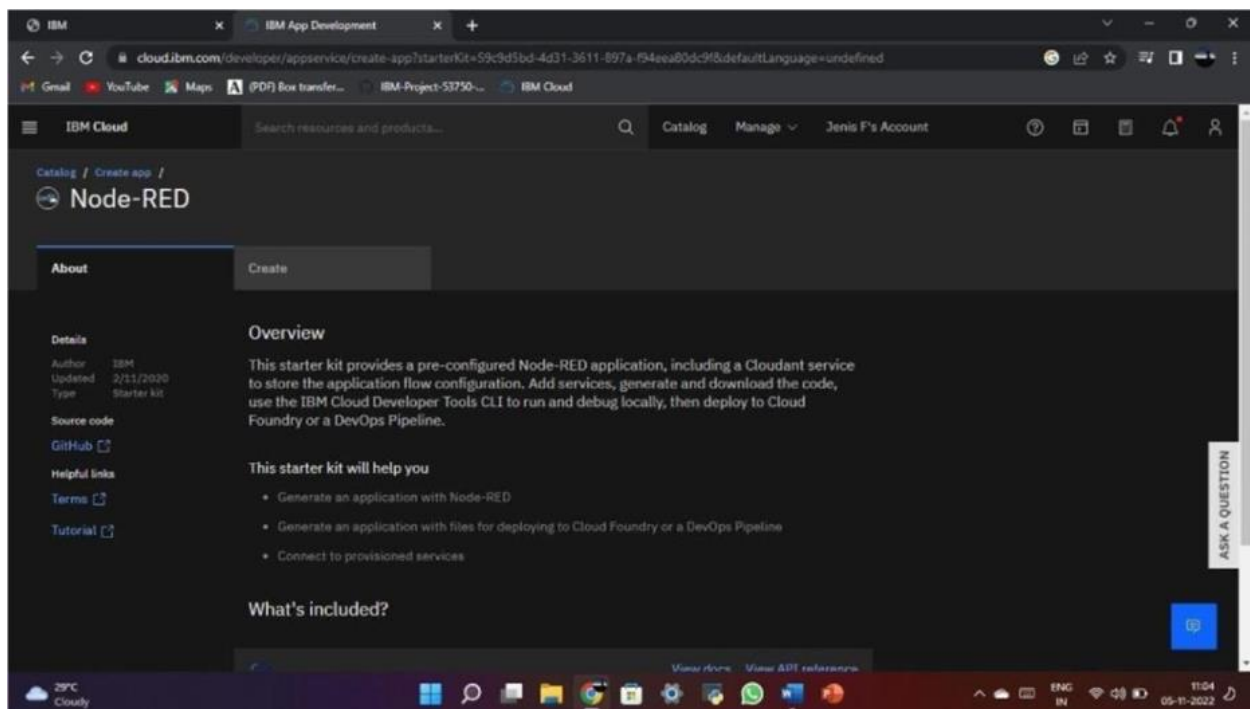 IBM
IBM App Development
cloud.ibm.com/developer/appservice/create-app?starterKit=59c9d5bd-4d31-3611-897a-f94eea80dc9f&defaultLanguage=undefined
Gmail YouTube Maps (PDF) Box transfer... IBM-Project-53750-... IBM Cloud
IBM Cloud Search resources and products... Catalog Manage Jenis F's Account
Catalog / Create app /
Node-RED
About Create
Details
Author IBM
Updated 2/11/2020
Type Starter kit
Source code
GitHub
Helpful links
Terms
Tutorial
Overview
This starter kit provides a pre-configured Node-RED application, including a Cloudant service
to store the application flow configuration. Add services, generate and download the code,
use the IBM Cloud Developer Tools CLI to run and debug locally, then deploy to Cloud
Foundry or a DevOps Pipeline.
This starter kit will help you
• Generate an application with Node-RED
• Generate an application with files for deploying to Cloud Foundry or a DevOps Pipeline
• Connect to provisioned services
What's included?
View docs View API reference
ASK A QUESTION
29°C
Cloudy
ENG
IN
11:04
05-11-2022